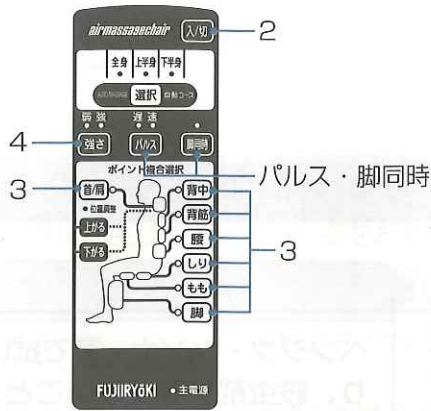 airmassagechair
入/切
2
全身 上半身 下半身
AUTO MASSAGE 選択 自動コース
弱 強 遅 速
4
強さ パルス 脚同時
ポイント複合選択
パルス・脚同時
3
首/肩
背中
•位置調整
上がる
背筋
下がる
腰
3
しり
もも
脚
FUJIIRYōKI •主電源